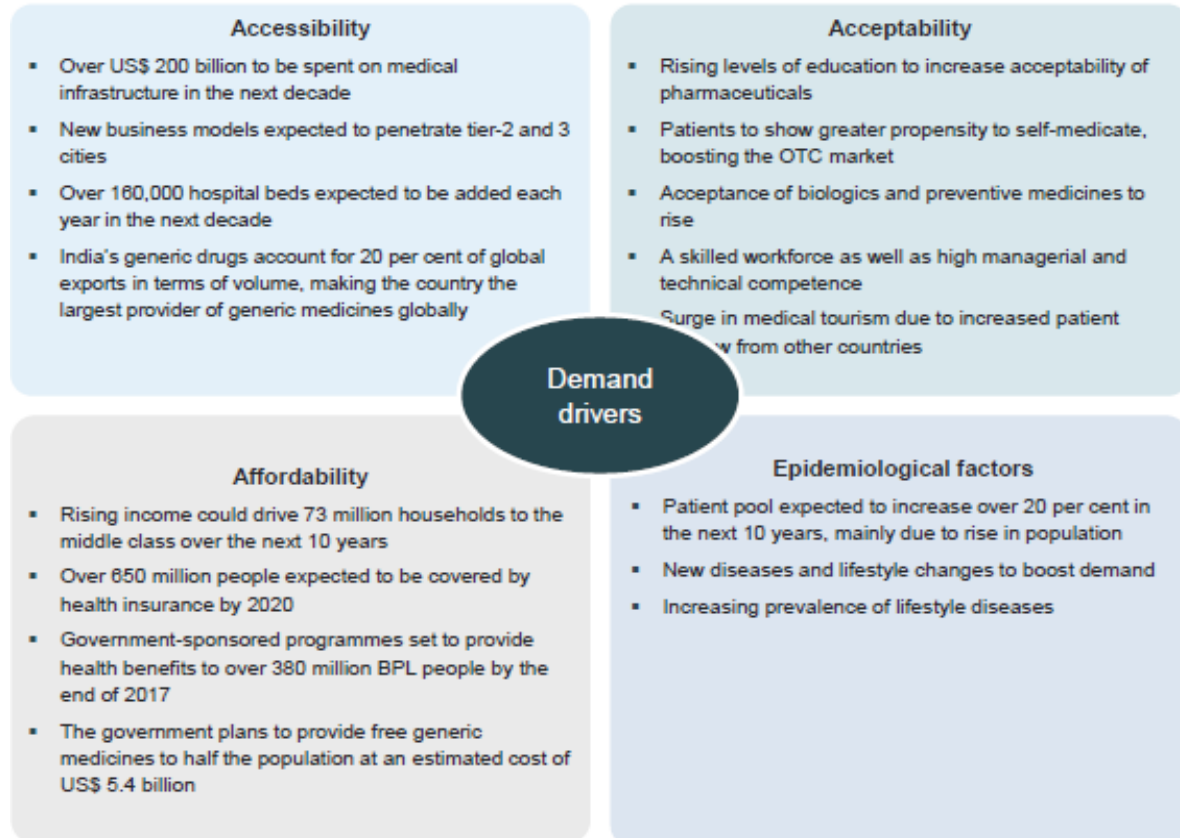 Accessibility
▪ Over US$ 200 billion to be spent on medical
infrastructure in the next decade
▪ New business models expected to penetrate tier-2 and 3
cities
▪ Over 160,000 hospital beds expected to be added each
year in the next decade
▪ India's generic drugs account for 20 per cent of global
exports in terms of volume, making the country the
largest provider of generic medicines globally
Acceptability
▪ Rising levels of education to increase acceptability of
pharmaceuticals
▪ Patients to show greater propensity to self-medicate,
boosting the OTC market
▪ Acceptance of biologics and preventive medicines to
rise
▪ A skilled workforce as well as high managerial and
technical competence
Surge in medical tourism due to increased patient
from other countries
Demand
drivers
Affordability
▪ Rising income could drive 73 million households to the
middle class over the next 10 years
▪ Over 650 million people expected to be covered by
health insurance by 2020
▪ Government-sponsored programmes set to provide
health benefits to over 380 million BPL people by the
end of 2017
▪ The government plans to provide free generic
medicines to half the population at an estimated cost of
US$ 5.4 billion
Epidemiological factors
▪ Patient pool expected to increase over 20 per cent in
the next 10 years, mainly due to rise in population
▪ New diseases and lifestyle changes to boost demand
▪ Increasing prevalence of lifestyle diseases